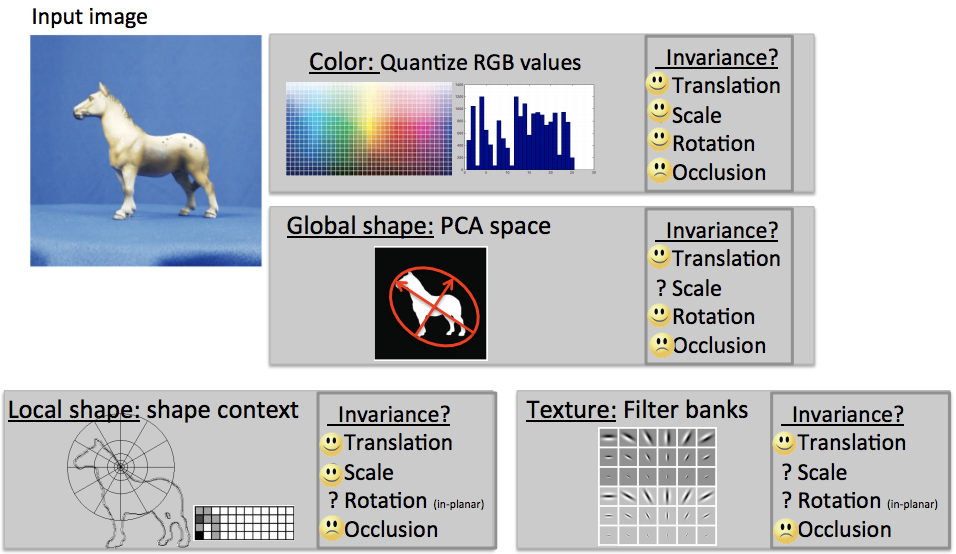 Input image
Color: Quantize RGB values
Invariance?
Translation
Scale
Rotation
Occlusion
Global shape: PCA space
Invariance?
Translation
? Scale
Rotation
Occlusion
Local shape: shape context
Invariance?
Translation
Scale
? Rotation (in-planar)
Occlusion
Texture: Filter banks
Invariance?
Translation
? Scale
? Rotation (in-planar)
Occlusion